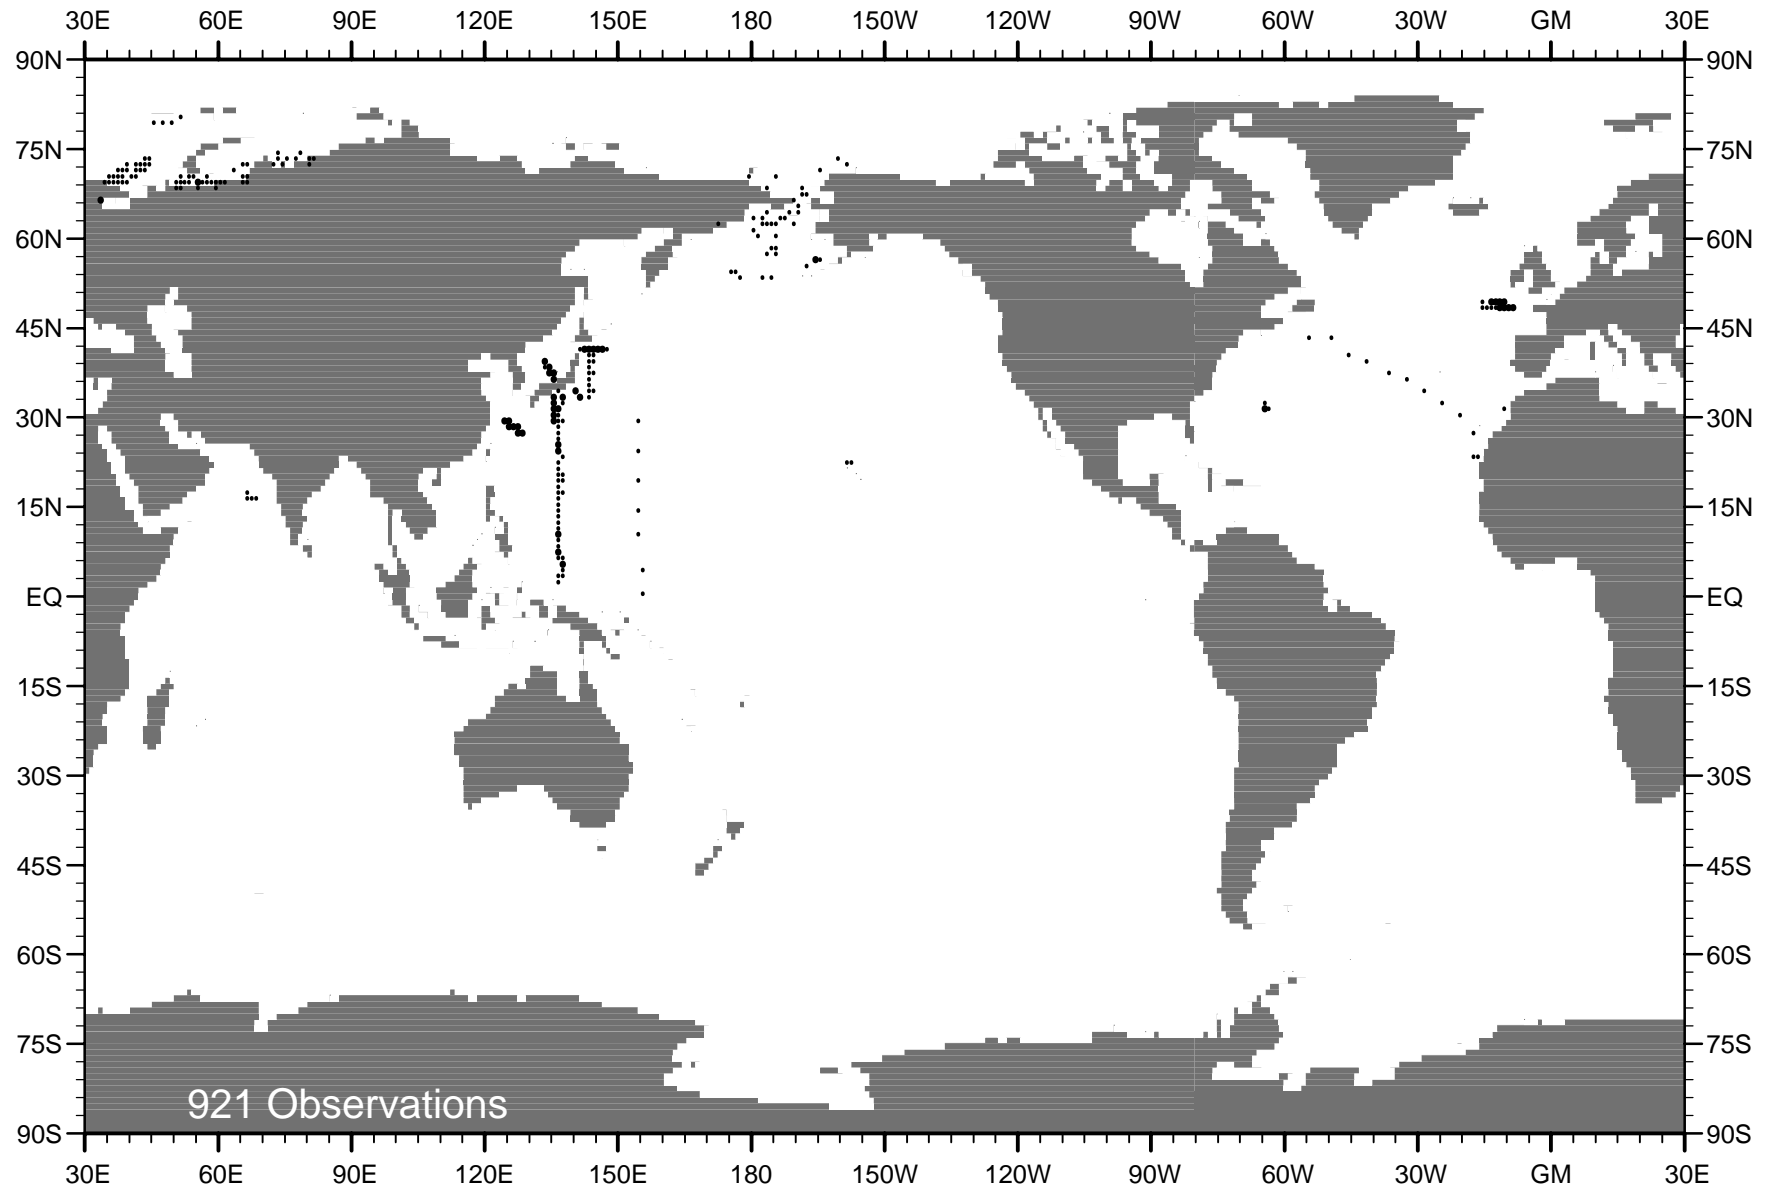 30E 60E 90E 120E 150E 180 150W 120W 90W 60W 30W GM 30E
90N 90N
75N 75N
60N 60N
45N 45N
30N 30N
15N 15N
EQ EQ
15S 15S
30S 30S
45S 45S
60S 60S
75S 75S
921 Observations
90S 90S
30E 60E 90E 120E 150E 180 150W 120W 90W 60W 30W GM 30E